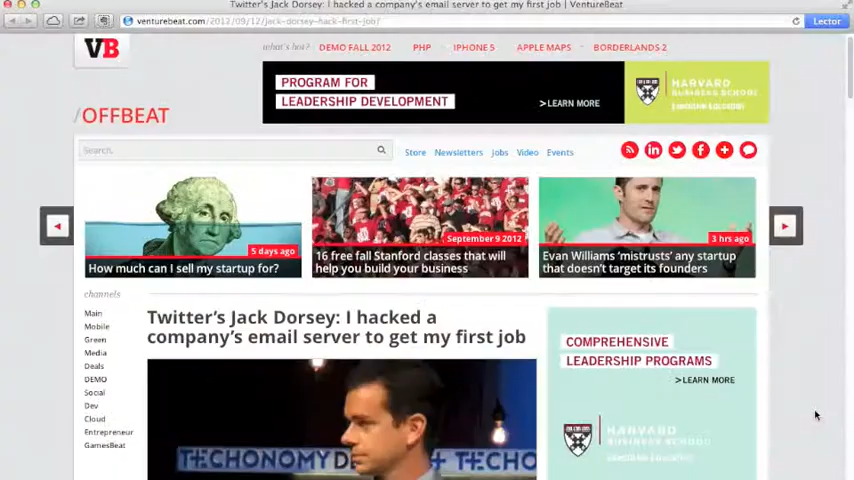 Twitter's Jack Dorsey: I hacked a company's email server to get my first job | VentureBeat
venturebeat.com/2012/09/12/jack-dorsey-hack-first-job/
Lector
VB
what's hot?
DEMO FALL 2012
PHP
IPHONE 5
APPLE MAPS
BORDERLANDS 2
/OFFBEAT
PROGRAM FOR
LEADERSHIP DEVELOPMENT
>LEARN MORE
HARVARD
BUSINESS SCHOOL
EXECUTIVE EDUCATION
Search.
Store
Newsletters
Jobs
Video
Events
5 days ago
How much can I sell my startup for?
September 9 2012
16 free fall Stanford classes that will
help you build your business
3 hrs ago
Evan Williams 'mistrusts' any startup
that doesn't target its founders
channels
Main
Mobile
Green
Media
Deals
DEMO
Social
Dev
Cloud
Entrepreneur
GamesBeat
Twitter's Jack Dorsey: I hacked a
company's email server to get my first job
TECHONOMY DE
+ TECHO
COMPREHENSIVE
LEADERSHIP PROGRAMS
>LEARN MORE
HARVARD
BUSINESS SCHOOL